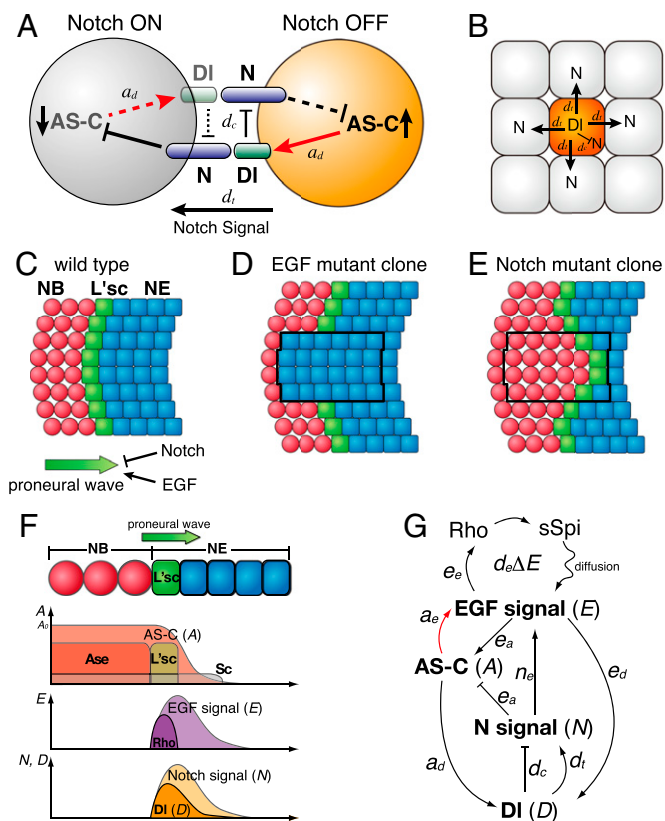 A
Notch ON
Notch OFF
B
a_d
Dl
N
AS-C
d_c
AS-C
N
Dl
a_d
d_t
Notch Signal
N
d_t
N
d_t
Dl
d_t
N
d_c
N
d_t
N
C
wild type
D
EGF mutant clone
E
Notch mutant clone
NB
L'sc
NE
Notch
proneural wave
EGF
F
proneural wave
NB
NE
L'sc
A
A₀
AS-C (A)
Ase
L'sc
Sc
E
EGF signal (E)
Rho
N, D
Notch signal (N)
Dl (D)
G
Rho
sSpi
d_eΔE
diffusion
e_e
a_e
EGF signal (E)
e_a
AS-C (A)
n_e
e_d
e_a
N signal (N)
a_d
d_c
d_t
Dl (D)